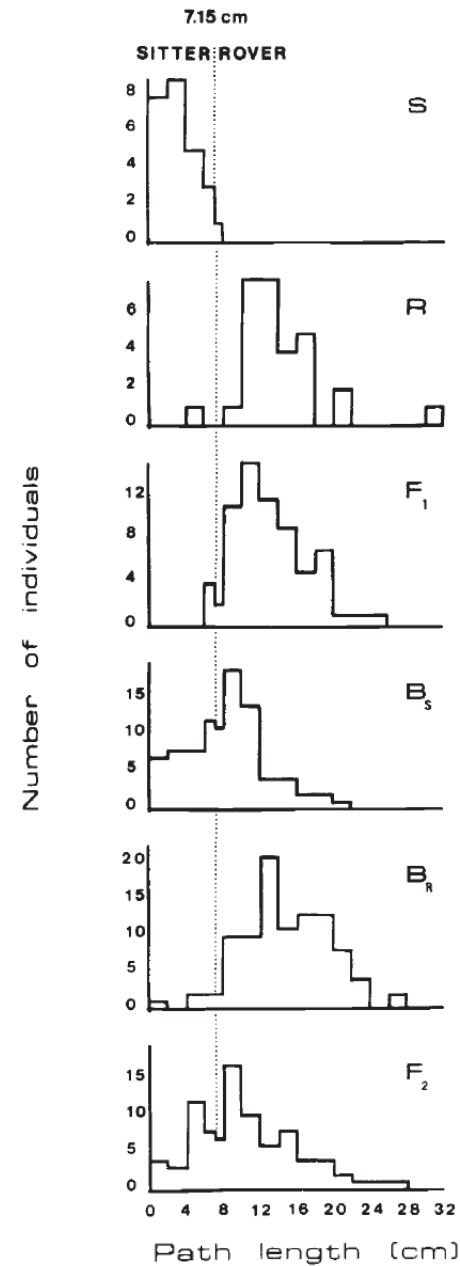 7.15 cm
SITTER ROVER
8
6
4
2
0
S
6
4
2
0
R
12
8
4
0
F1
15
10
5
0
BS
20
15
10
5
0
BR
15
10
5
0
F2
0 4 8 12 16 20 24 28 32
Path length (cm)
Number of individuals